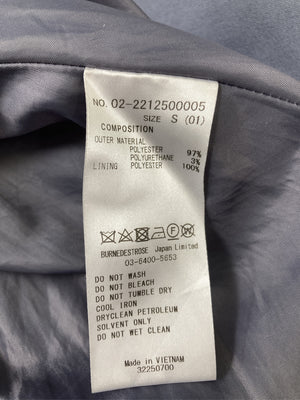 NO. 02-2212500005
SIZE S (01)
COMPOSITION
OUTER MATERIAL
POLYESTER 97%
POLYURETHANE 3%
LINING POLYESTER 100%
BURNEDESTROSE Japan Limited
03-6400-5653
DO NOT WASH
DO NOT BLEACH
DO NOT TUMBLE DRY
COOL IRON
DRYCLEAN PETROLEUM
SOLVENT ONLY
DO NOT WET CLEAN
Made in VIETNAM
32250700